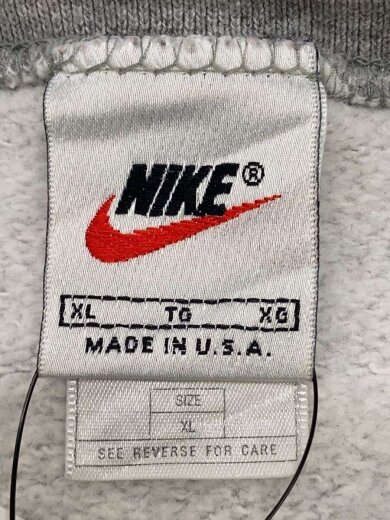 NIKE®
XL TG XG
MADE IN U.S.A.
SIZE
XL
SEE REVERSE FOR CARE